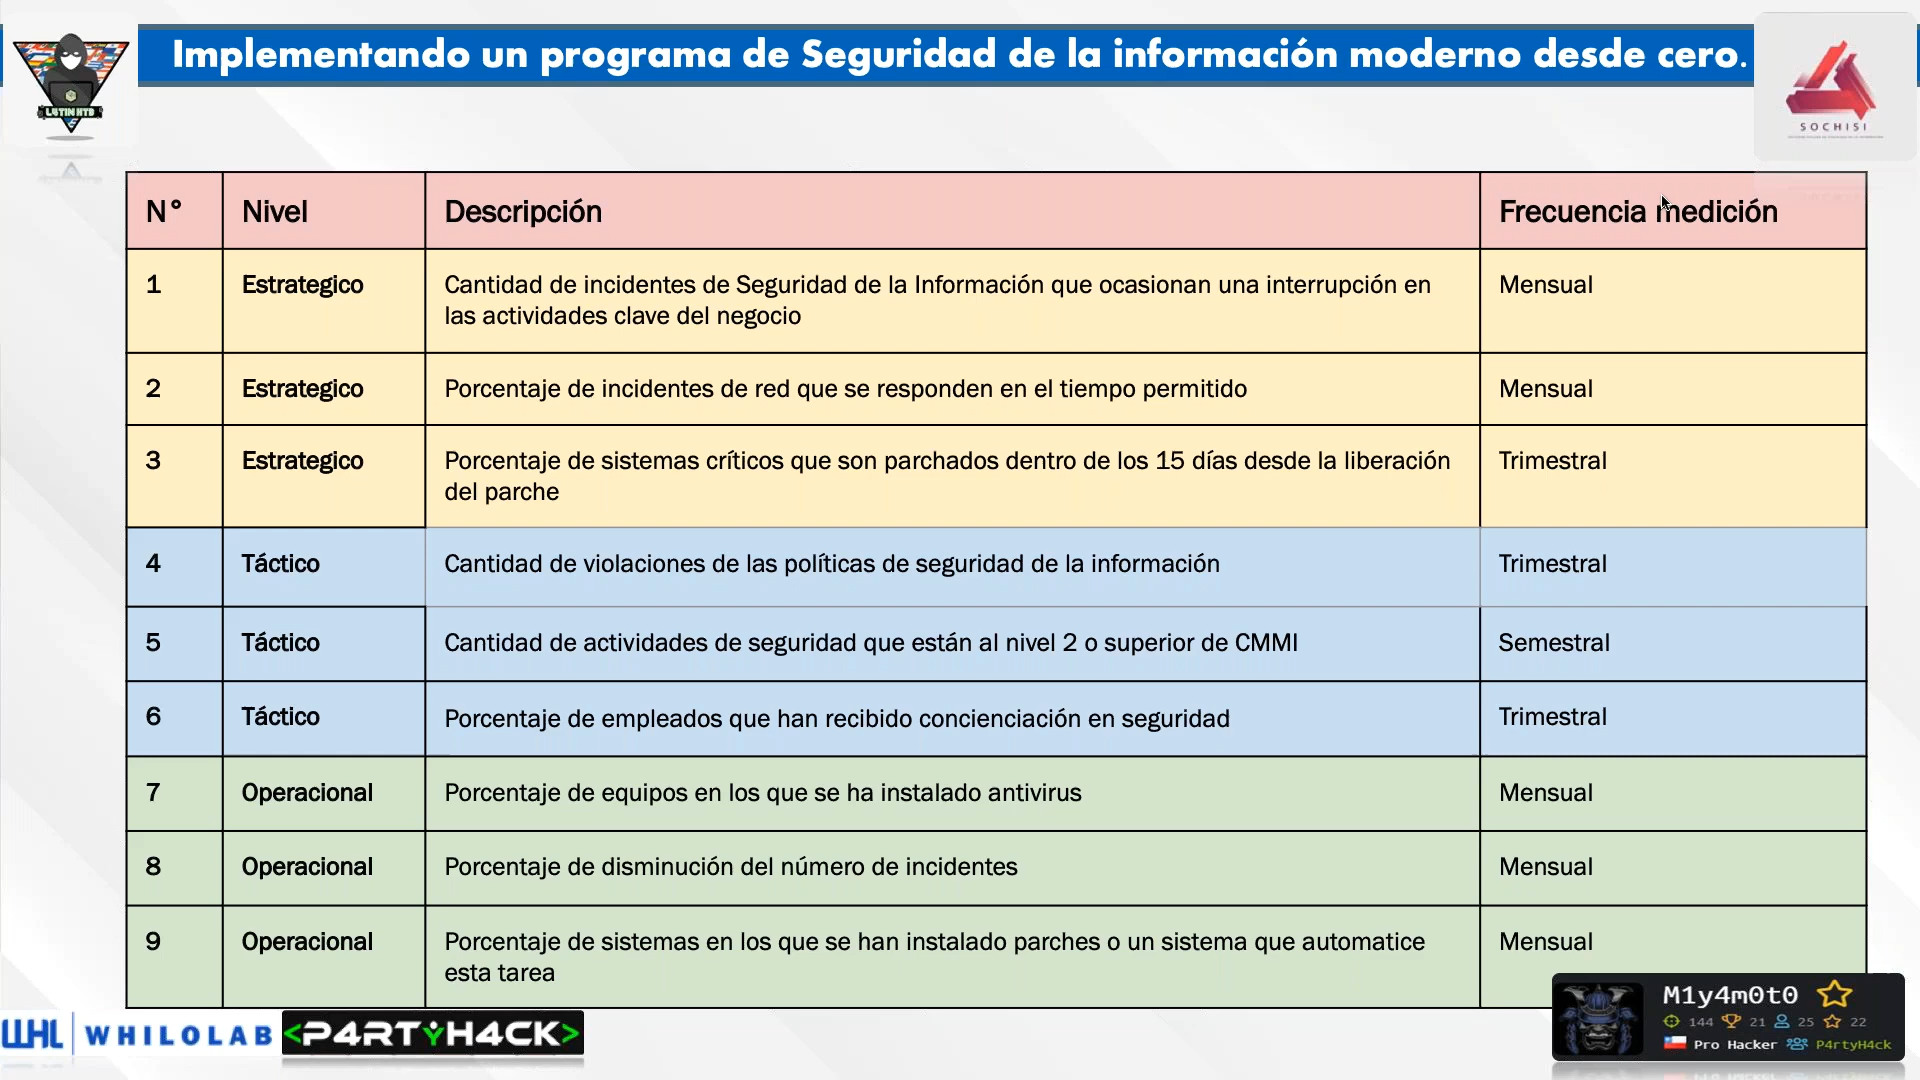 Implementando un programa de Seguridad de la información moderno desde cero.
LATIN HTB
SOCHISI
N° Nivel Descripción Frecuencia medición
1 Estrategico Cantidad de incidentes de Seguridad de la Información que ocasionan una interrupción en Mensual
las actividades clave del negocio
2 Estrategico Porcentaje de incidentes de red que se responden en el tiempo permitido Mensual
3 Estrategico Porcentaje de sistemas críticos que son parchados dentro de los 15 días desde la liberación Trimestral
del parche
4 Táctico Cantidad de violaciones de las políticas de seguridad de la información Trimestral
5 Táctico Cantidad de actividades de seguridad que están al nivel 2 o superior de CMMI Semestral
6 Táctico Porcentaje de empleados que han recibido concienciación en seguridad Trimestral
7 Operacional Porcentaje de equipos en los que se ha instalado antivirus Mensual
8 Operacional Porcentaje de disminución del número de incidentes Mensual
9 Operacional Porcentaje de sistemas en los que se han instalado parches o un sistema que automatice Mensual
esta tarea
WHL WHILOLAB <P4RTYH4CK>
M1y4m0t0
144 21 25 22
Pro Hacker P4rtyH4ck